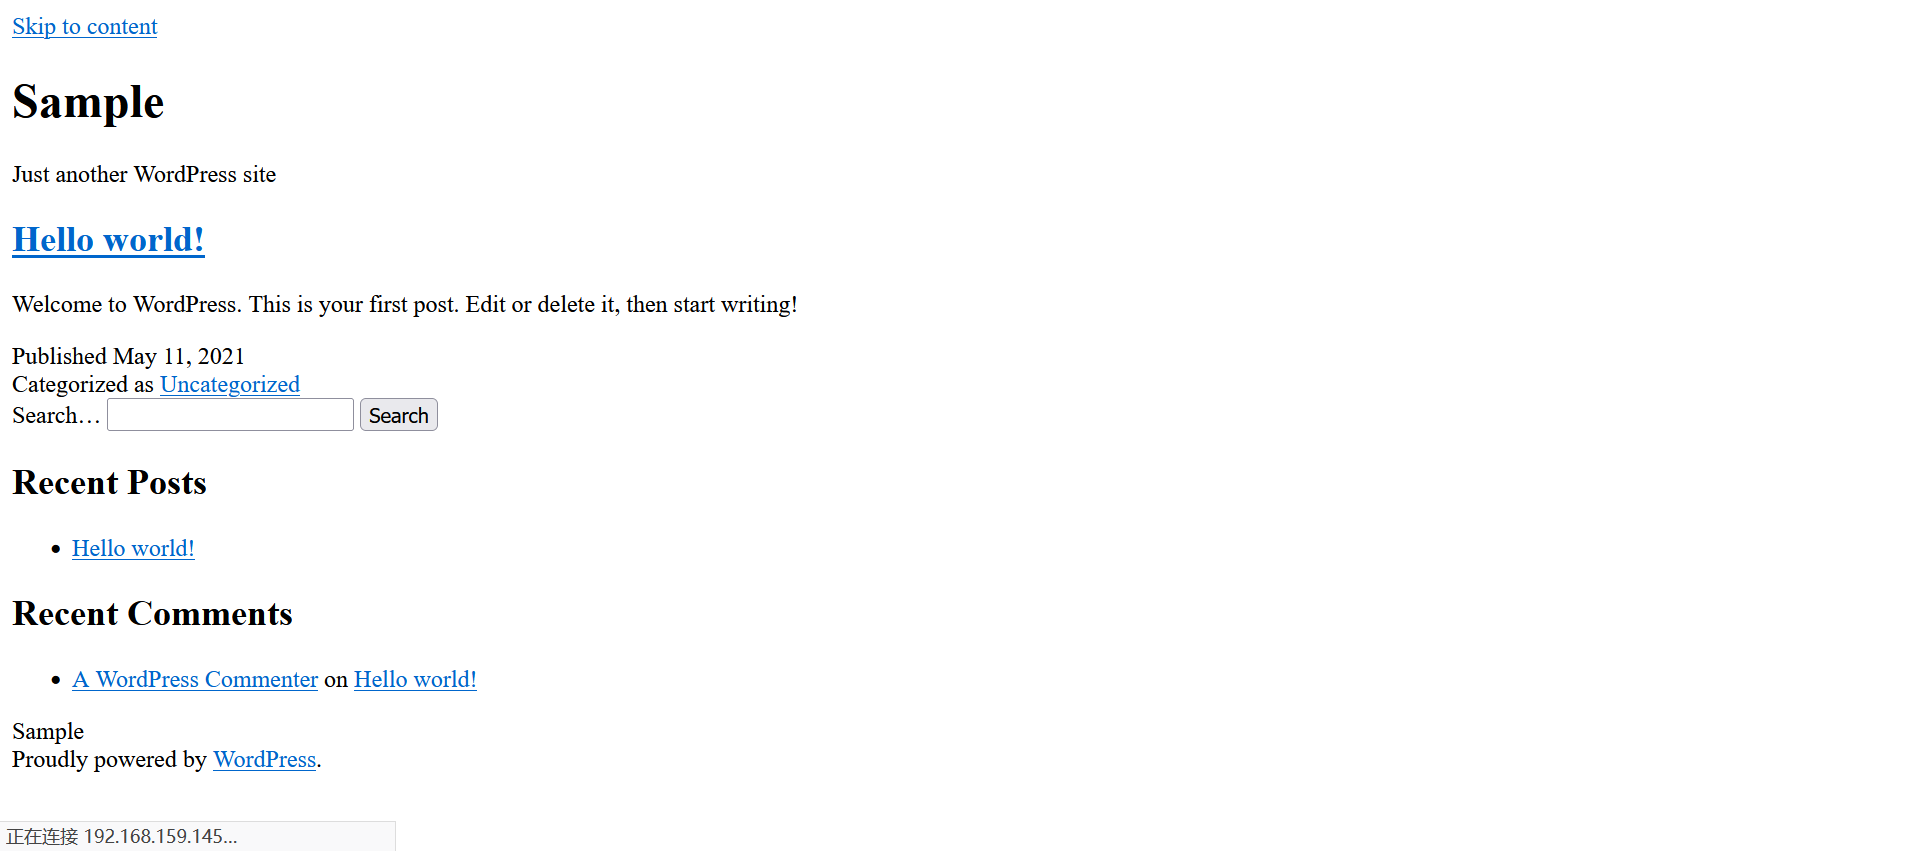 Skip to content
Sample
Just another WordPress site
Hello world!
Welcome to WordPress. This is your first post. Edit or delete it, then start writing!
Published May 11, 2021
Categorized as Uncategorized
Search… Search
Recent Posts
Hello world!
Recent Comments
A WordPress Commenter on Hello world!
Sample
Proudly powered by WordPress.
正在连接 192.168.159.145...